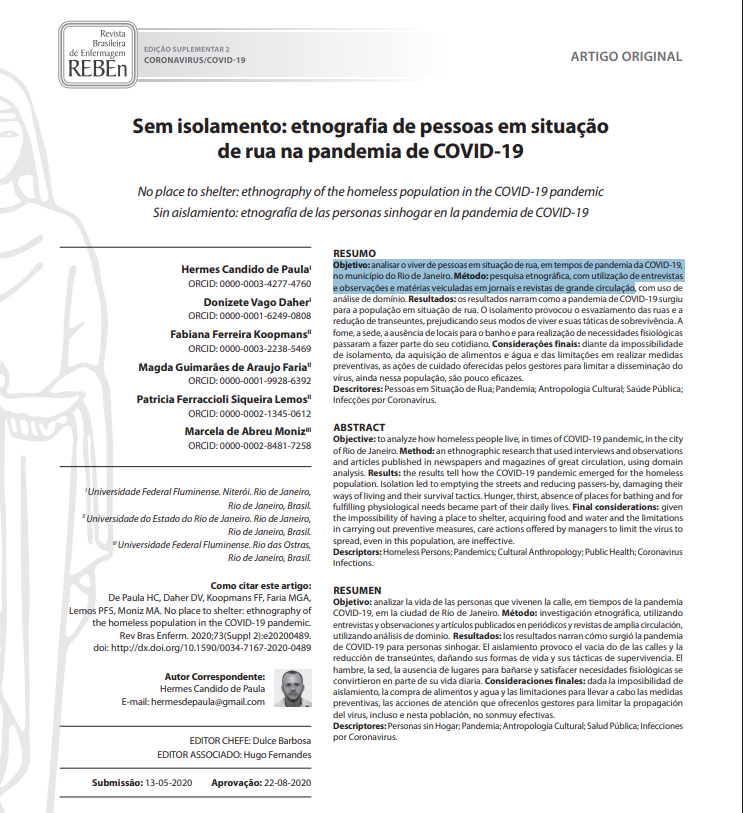 Revista
Brasileira
de Enfermagem
REBEn
EDIÇÃO SUPLEMENTAR 2
CORONAVIRUS/COVID-19
ARTIGO ORIGINAL
Sem isolamento: etnografia de pessoas em situação
de rua na pandemia de COVID-19
No place to shelter: ethnography of the homeless population in the COVID-19 pandemic
Sin aislamiento: etnografía de las personas sinhogar en la pandemia de COVID-19
Hermes Candido de Paula^I
ORCID: 0000-0003-4277-4760
Donizete Vago Daher^I
ORCID: 0000-0001-6249-0808
Fabiana Ferreira Koopmans^II
ORCID: 0000-0003-2238-5469
Magda Guimarães de Araujo Faria^II
ORCID: 0000-0001-9928-6392
Patricia Ferraccioli Siqueira Lemos^II
ORCID: 0000-0002-1345-0612
Marcela de Abreu Moniz^III
ORCID: 0000-0002-8481-7258
^I Universidade Federal Fluminense. Niterói. Rio de Janeiro,
Rio de Janeiro, Brasil.
^II Universidade do Estado do Rio de Janeiro. Rio de Janeiro,
Rio de Janeiro, Brasil.
^III Universidade Federal Fluminense. Rio das Ostras,
Rio de Janeiro, Brasil.
Como citar este artigo:
De Paula HC, Daher DV, Koopmans FF, Faria MGA,
Lemos PFS, Moniz MA. No place to shelter: ethnography of
the homeless population in the COVID-19 pandemic.
Rev Bras Enferm. 2020;73(Suppl 2):e20200489.
doi: http://dx.doi.org/10.1590/0034-7167-2020-0489
Autor Correspondente:
Hermes Candido de Paula
E-mail: hermesdepaula@gmail.com
EDITOR CHEFE: Dulce Barbosa
EDITOR ASSOCIADO: Hugo Fernandes
Submissão: 13-05-2020 Aprovação: 22-08-2020
RESUMO
Objetivo: analisar o viver de pessoas em situação de rua, em tempos de pandemia da COVID-19,
no município do Rio de Janeiro. Método: pesquisa etnográfica, com utilização de entrevistas
e observações e matérias veiculadas em jornais e revistas de grande circulação, com uso de
análise de domínio. Resultados: os resultados narram como a pandemia de COVID-19 surgiu
para a população em situação de rua. O isolamento provocou o esvaziamento das ruas e a
redução de transeuntes, prejudicando seus modos de viver e suas táticas de sobrevivência. A
fome, a sede, a ausência de locais para o banho e para realização de necesidades fisiológicas
passaram a fazer parte do seu cotidiano. Considerações finais: diante da impossibilidade
de isolamento, da aquisição de alimentos e água e das limitações em realizar medidas
preventivas, as ações de cuidado oferecidas pelos gestores para limitar a disseminação do
vírus, ainda nessa população, são pouco eficazes.
Descritores: Pessoas em Situação de Rua; Pandemia; Antropologia Cultural; Saúde Pública;
Infecções por Coronavírus.
ABSTRACT
Objective: to analyze how homeless people live, in times of COVID-19 pandemic, in the city
of Rio de Janeiro. Method: an ethnographic research that used interviews and observations
and articles published in newspapers and magazines of great circulation, using domain
analysis. Results: the results tell how the COVID-19 pandemic emerged for the homeless
population. Isolation led to emptying the streets and reducing passers-by, damaging their
ways of living and their survival tactics. Hunger, thirst, absence of places for bathing and for
fulfilling physiological needs became part of their daily lives. Final considerations: given
the impossibility of having a place to shelter, acquiring food and water and the limitations
in carrying out preventive measures, care actions offered by managers to limit the virus to
spread, even in this population, are ineffective.
Descriptors: Homeless Persons; Pandemics; Cultural Anthropology; Public Health; Coronavirus
Infections.
RESUMEN
Objetivo: analizar la vida de las personas que vivenen la calle, en tiempos de la pandemia
COVID-19, em la ciudad de Río de Janeiro. Método: investigación etnográfica, utilizando
entrevistas y observaciones y artículos publicados en periódicos y revistas de amplia circulación,
utilizando análisis de dominio. Resultados: los resultados narran cómo surgió la pandemia
de COVID-19 para personas sinhogar. El aislamiento provocó el vacia do de las calles y la
reducción de transeúntes, dañando sus formas de vida y sus tácticas de supervivencia. El
hambre, la sed, la ausencia de lugares para bañarse y satisfacer necesidades fisiológicas se
convirtieron en parte de su vida diaria. Consideraciones finales: dada la imposibilidad de
aislamiento, la compra de alimentos y agua y las limitaciones para llevar a cabo las medidas
preventivas, las acciones de atención que ofrecenlos gestores para limitar la propagación
del virus, incluso e nesta población, no sonmuy efectivas.
Descriptores: Personas sin Hogar; Pandemia; Antropología Cultural; Salud Pública; Infecciones
por Coronavirus.